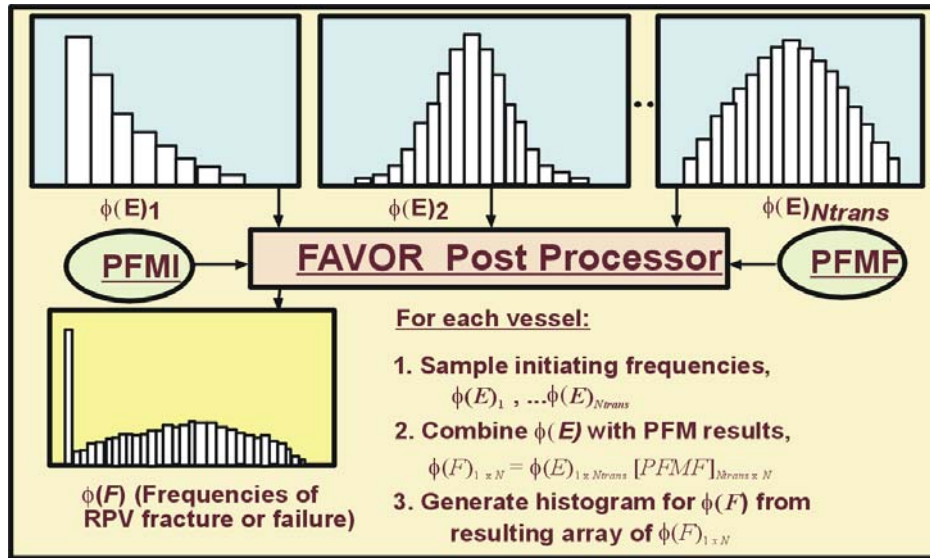 ϕ(E)1
ϕ(E)2
..
ϕ(E)Ntrans
PFMI
FAVOR Post Processor
PFMF
For each vessel:
1. Sample initiating frequencies,
ϕ(E)₁ , ...ϕ(E)Ntrans
2. Combine ϕ(E) with PFM results,
ϕ(F)₁ ₓ N = ϕ(E)₁ ₓ Ntrans [PFMF]Ntrans x N
3. Generate histogram for ϕ(F) from
resulting array of ϕ(F)₁ ₓ N
ϕ(F) (Frequencies of
RPV fracture or failure)